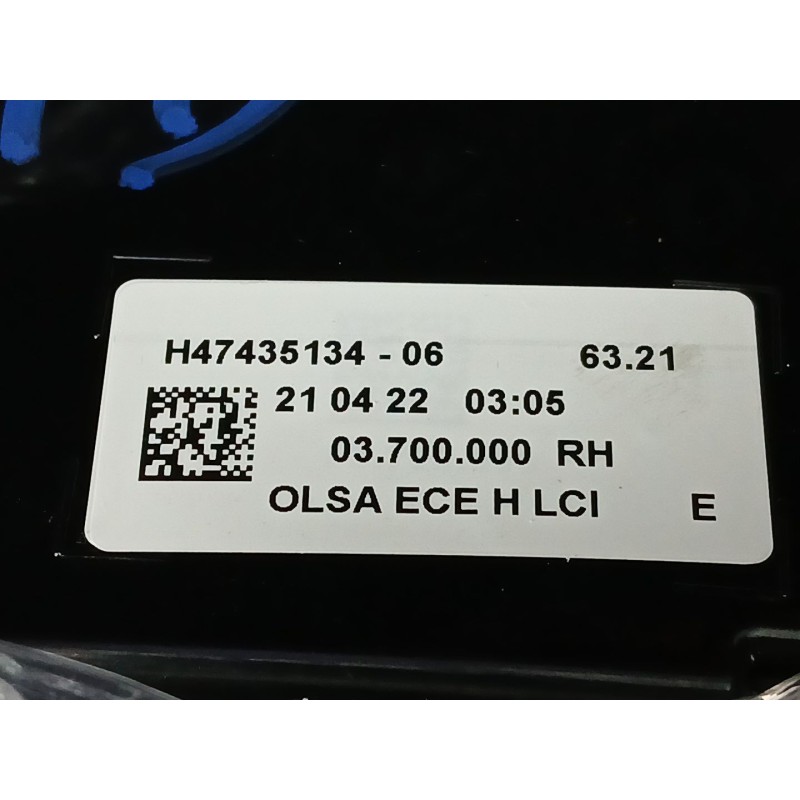 H47435134 - 06 63.21
21 04 22 03:05
03.700.000 RH
OLSA ECE H LCI E